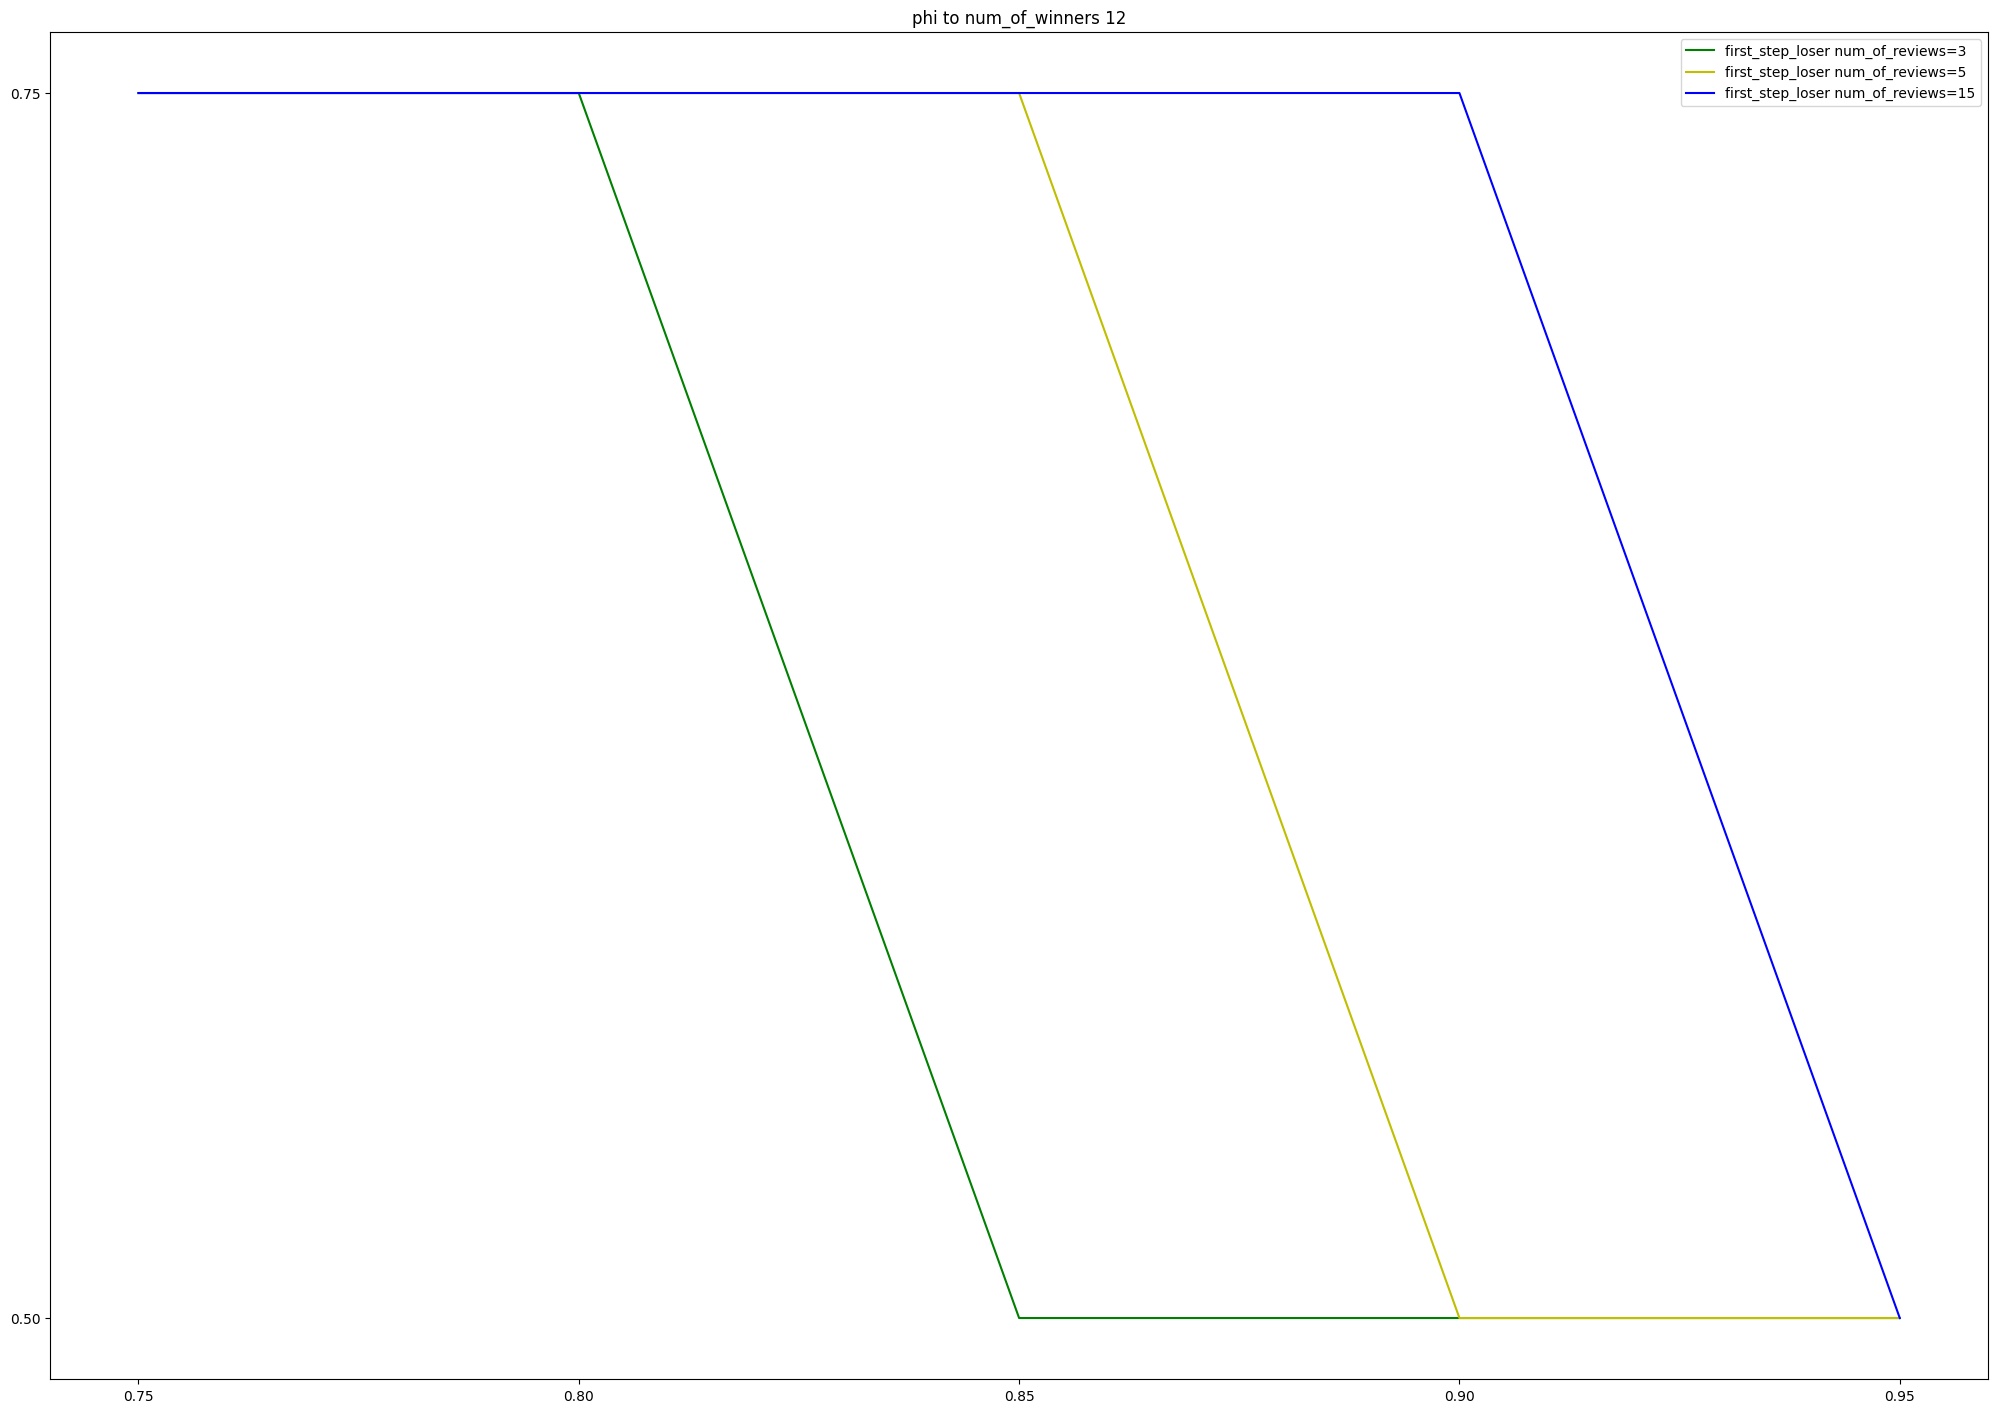 phi to num_of_winners 12
first_step_loser num_of_reviews=3
first_step_loser num_of_reviews=5
first_step_loser num_of_reviews=15
0.75
0.50
0.75
0.80
0.85
0.90
0.95